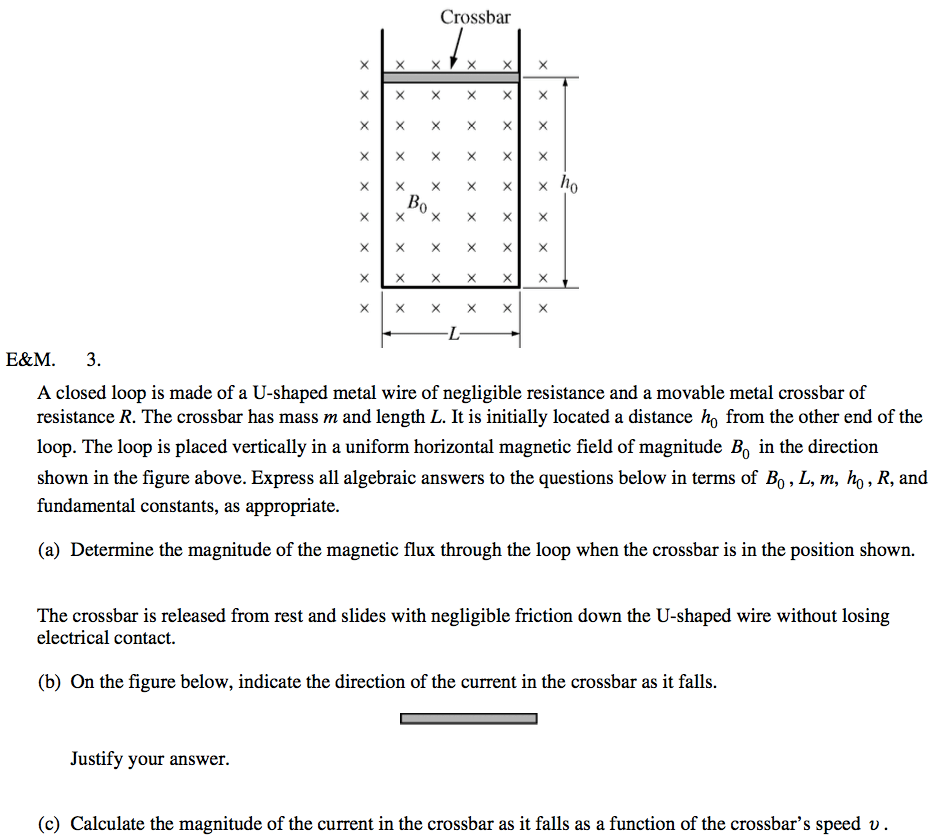 Crossbar
× × × × × ×
× × × × × ×
× × × × × ×
× × × × × ×
× × × × × × h₀
B₀
× × × × × ×
× × × × × ×
× × × × × ×
× × × × × ×
L
E&M. 3.
A closed loop is made of a U-shaped metal wire of negligible resistance and a movable metal crossbar of
resistance R. The crossbar has mass m and length L. It is initially located a distance h₀ from the other end of the
loop. The loop is placed vertically in a uniform horizontal magnetic field of magnitude B₀ in the direction
shown in the figure above. Express all algebraic answers to the questions below in terms of B₀, L, m, h₀, R, and
fundamental constants, as appropriate.
(a) Determine the magnitude of the magnetic flux through the loop when the crossbar is in the position shown.
The crossbar is released from rest and slides with negligible friction down the U-shaped wire without losing
electrical contact.
(b) On the figure below, indicate the direction of the current in the crossbar as it falls.
Justify your answer.
(c) Calculate the magnitude of the current in the crossbar as it falls as a function of the crossbar's speed υ.